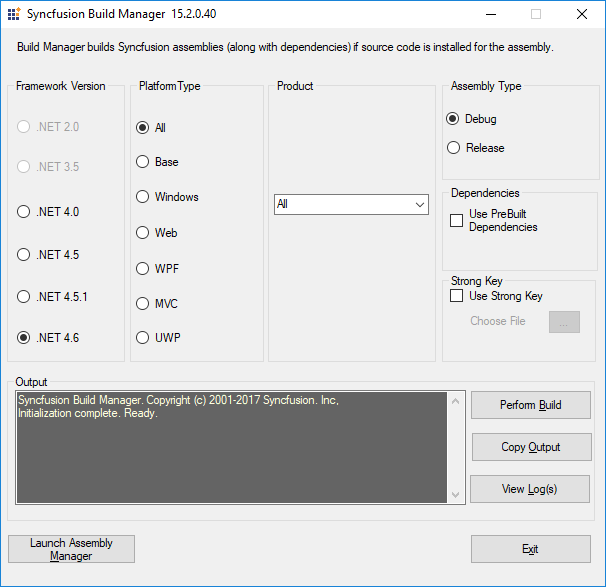 Syncfusion Build Manager 15.2.0.40
Build Manager builds Syncfusion assemblies (along with dependencies) if source code is installed for the assembly.
Framework Version
.NET 2.0
.NET 3.5
.NET 4.0
.NET 4.5
.NET 4.5.1
.NET 4.6
Platform Type
All
Base
Windows
Web
WPF
MVC
UWP
Product
All
Assembly Type
Debug
Release
Dependencies
Use PreBuilt
Dependencies
Strong Key
Use Strong Key
Choose File
...
Output
Syncfusion Build Manager. Copyright (c) 2001-2017 Syncfusion. Inc,
Initialization complete. Ready.
Perform Build
Copy Output
View Log(s)
Launch Assembly
Manager
Exit